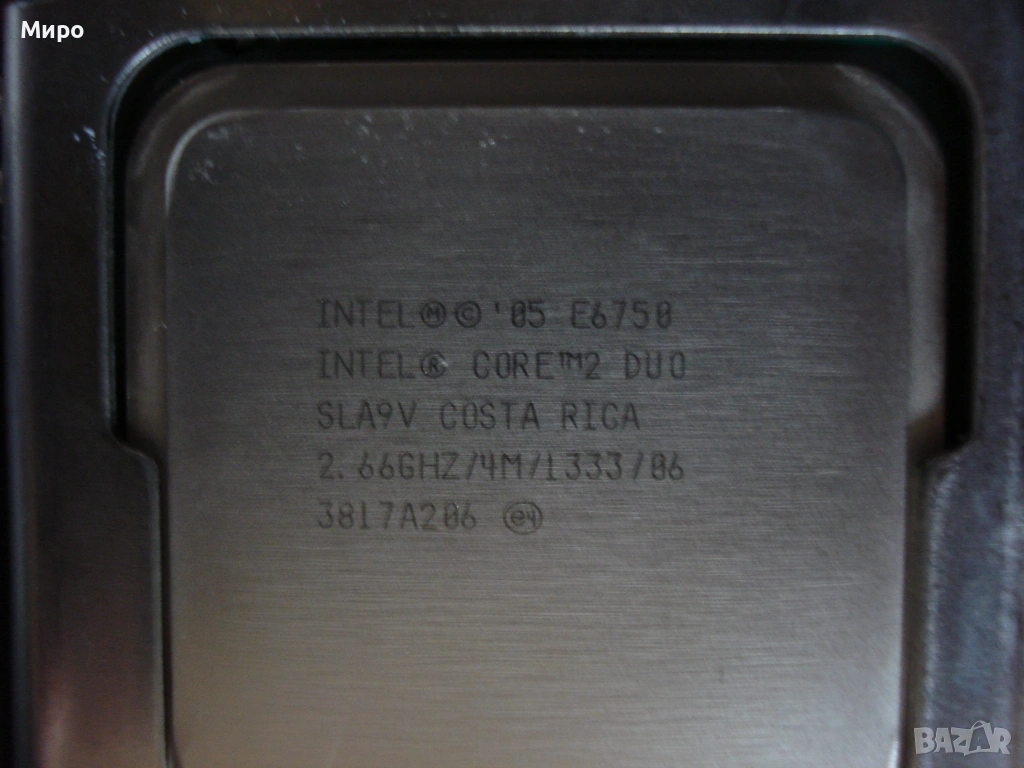 Миро
INTEL Ⓜ © '05 E6750
INTEL® CORE™2 DUO
SLA9V COSTA RICA
2.66GHZ/4M/1333/06
3817A206 e4
BAZAR